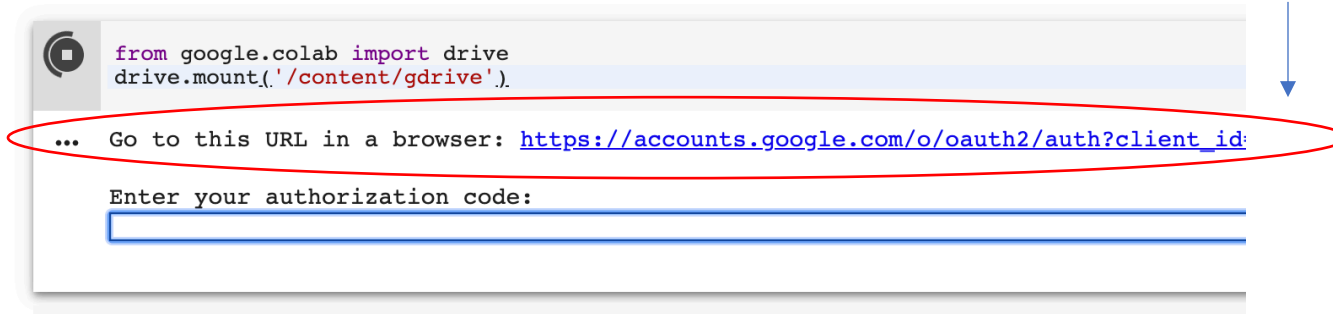 from google.colab import drive
drive.mount('/content/gdrive')
... Go to this URL in a browser: https://accounts.google.com/o/oauth2/auth?client_id=
Enter your authorization code: